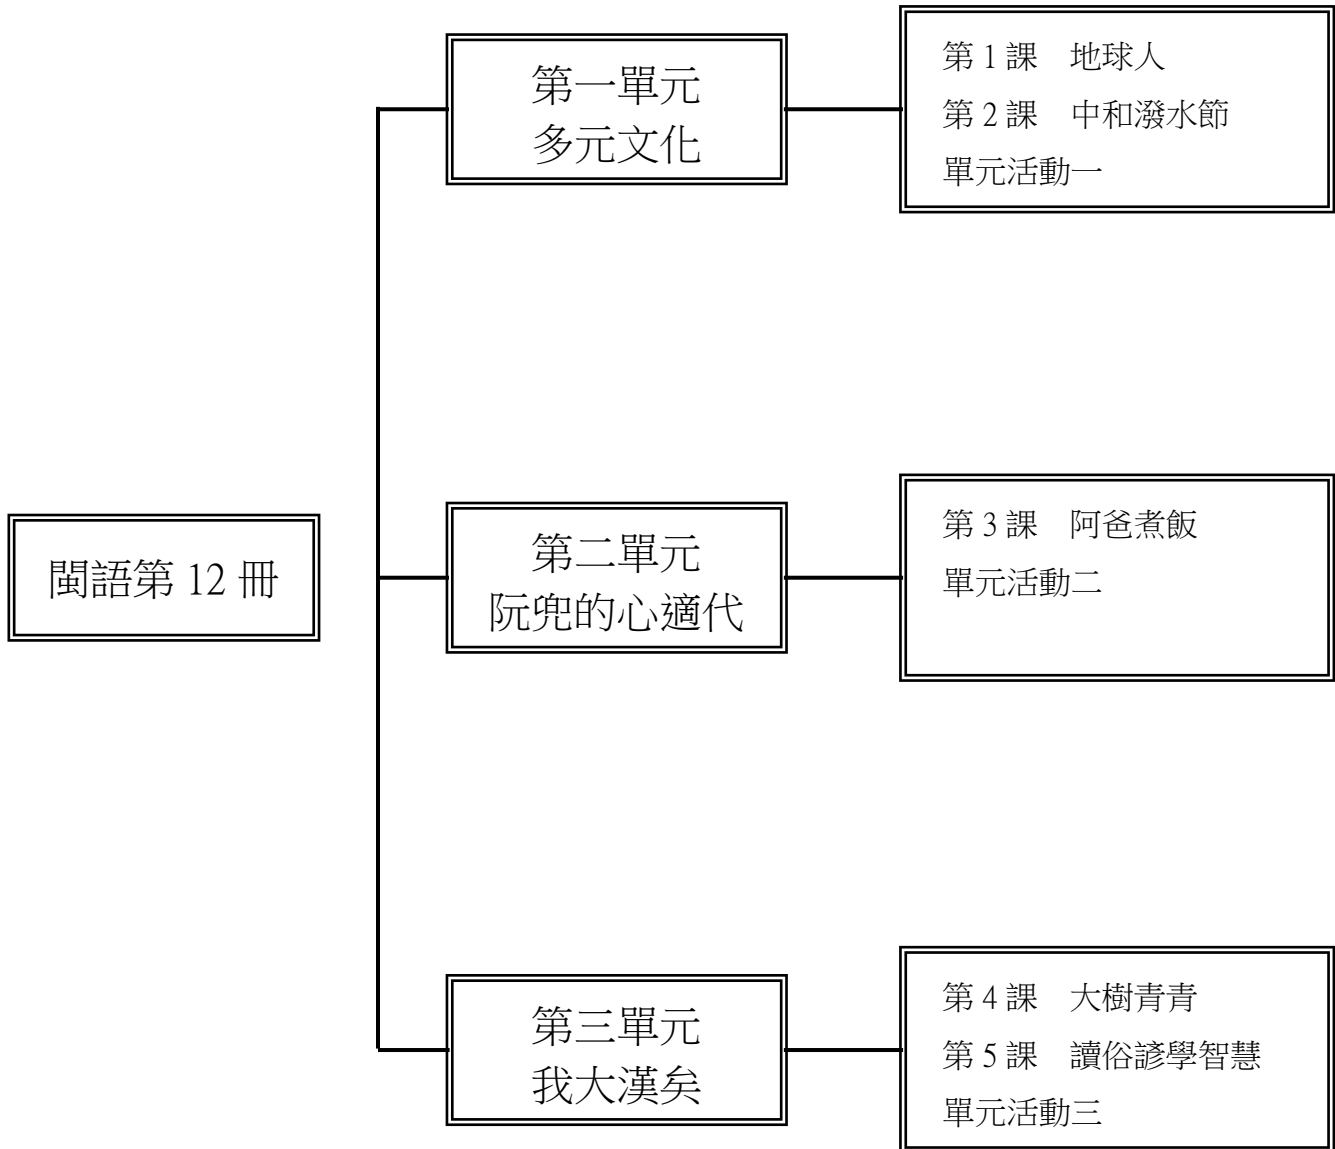 閩語第 12 冊
第一單元
多元文化
第 1 課　地球人
第 2 課　中和潑水節
單元活動一
第二單元
阮兜的心適代
第 3 課　阿爸煮飯
單元活動二
第三單元
我大漢矣
第 4 課　大樹青青
第 5 課　讀俗諺學智慧
單元活動三